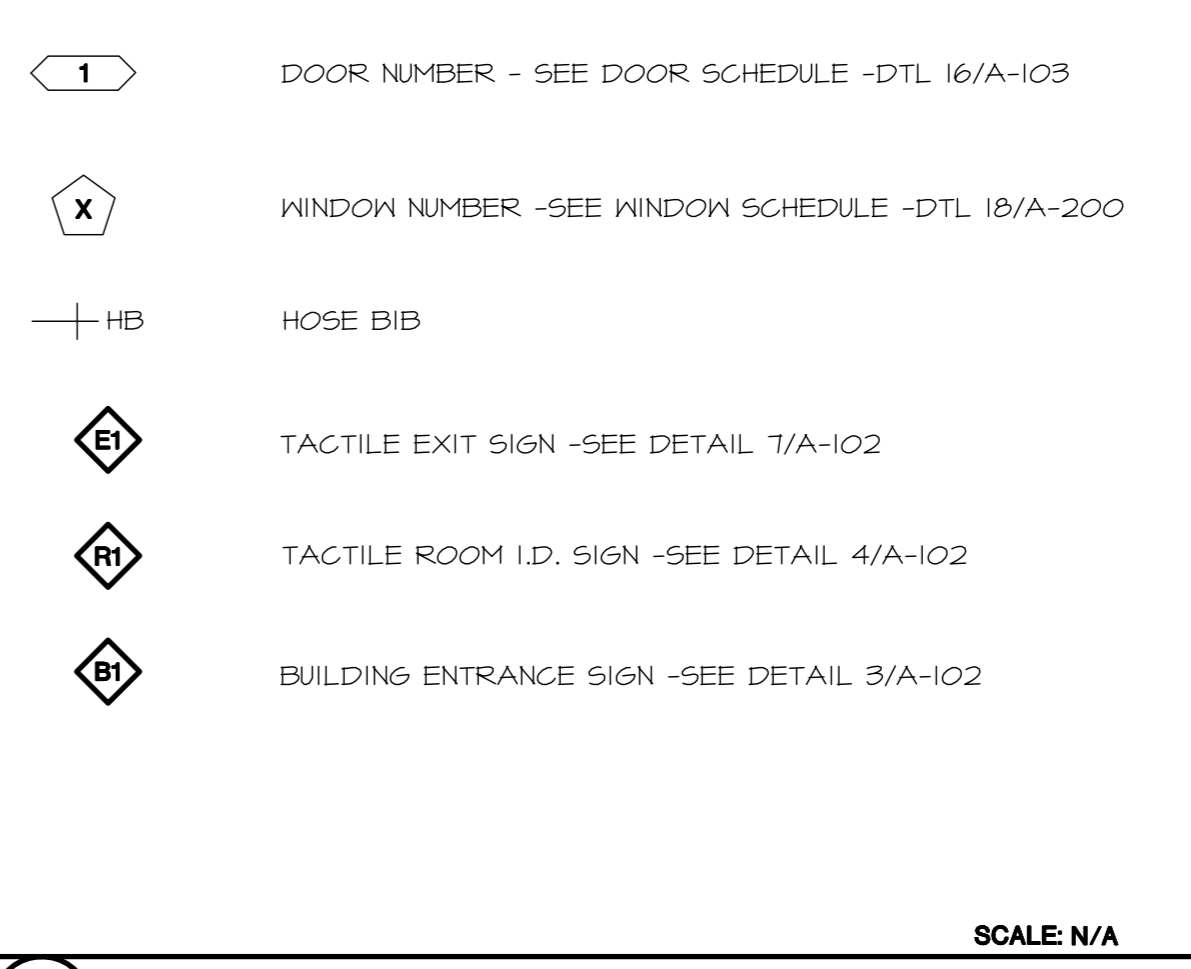 1 DOOR NUMBER - SEE DOOR SCHEDULE -DTL 16/A-103
X WINDOW NUMBER -SEE WINDOW SCHEDULE -DTL 18/A-200
HB HOSE BIB
E1 TACTILE EXIT SIGN -SEE DETAIL 7/A-102
R1 TACTILE ROOM I.D. SIGN -SEE DETAIL 4/A-102
B1 BUILDING ENTRANCE SIGN -SEE DETAIL 3/A-102
SCALE: N/A